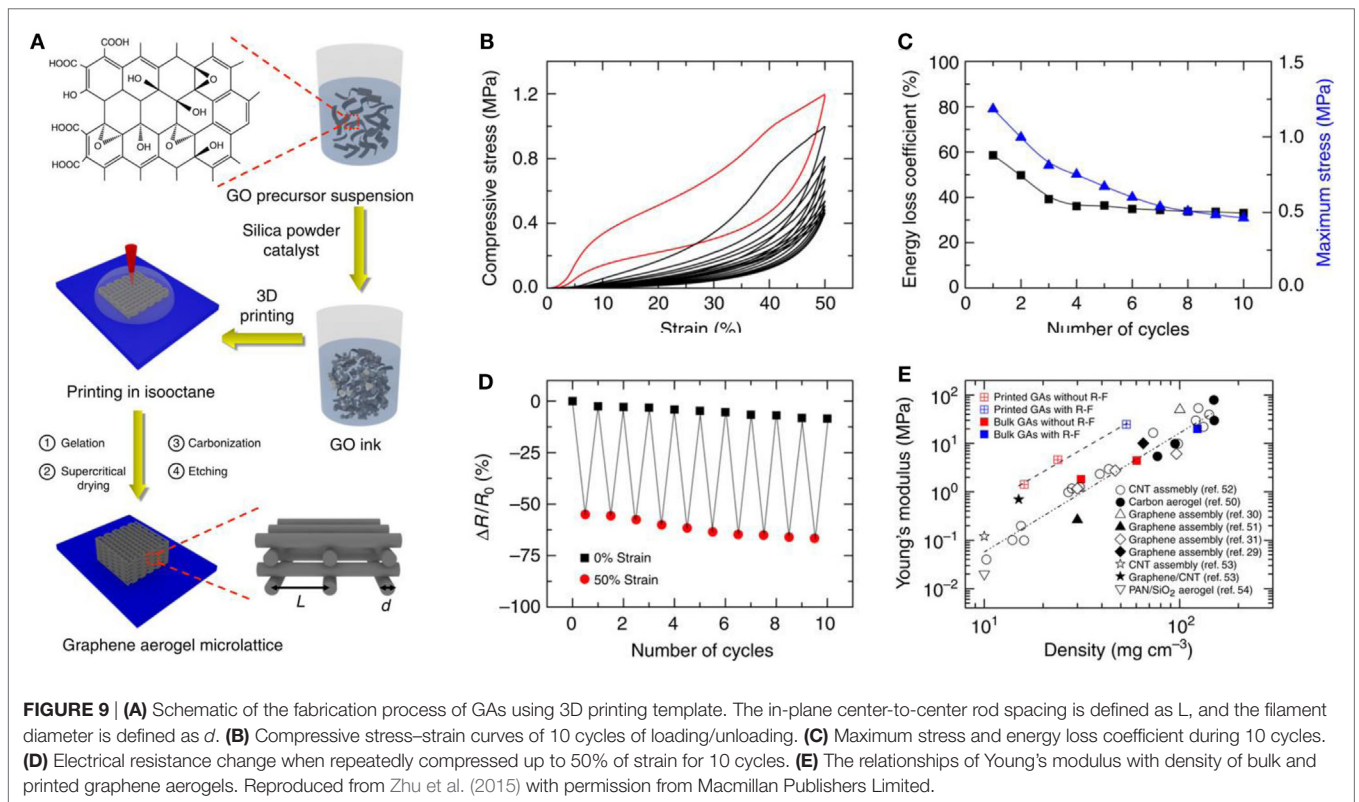 A
COOH
HOOC
HOOC
HO
HO
O
OH
HOOC
O
OH
O
OH
HOOC
GO precursor suspension
Silica powder
catalyst
3D
printing
Printing in isooctane
GO ink
1 Gelation
3 Carbonization
2 Supercritical
drying
4 Etching
L
d
Graphene aerogel microlattice
B
Compressive stress (MPa)
1.2
0.8
0.4
0.0
0 10 20 30 40 50
Strain (%)
C
Energy loss coefficient (%)
100
80
60
40
20
0
0 2 4 6 8 10
Number of cycles
1.5
1.0
0.5
0.0
Maximum stress (MPa)
D
ΔR/R0 (%)
0
−25
−50
−75
−100
0% Strain
50% Strain
0 2 4 6 8 10
Number of cycles
E
Young's modulus (MPa)
10²
10¹
10⁰
10⁻¹
10⁻²
Printed GAs without R-F
Printed GAs with R-F
Bulk GAs without R-F
Bulk GAs with R-F
CNT assmebly (ref. 52)
Carbon aerogel (ref. 50)
Graphene assembly (ref. 30)
Graphene assembly (ref. 51)
Graphene assembly (ref. 31)
Graphene assembly (ref. 29)
CNT assembly (ref. 53)
Graphene/CNT (ref. 53)
PAN/SiO₂ aerogel (ref. 54)
10¹ 10²
Density (mg cm⁻³)
FIGURE 9 | (A) Schematic of the fabrication process of GAs using 3D printing template. The in-plane center-to-center rod spacing is defined as L, and the filament
diameter is defined as d. (B) Compressive stress–strain curves of 10 cycles of loading/unloading. (C) Maximum stress and energy loss coefficient during 10 cycles.
(D) Electrical resistance change when repeatedly compressed up to 50% of strain for 10 cycles. (E) The relationships of Young's modulus with density of bulk and
printed graphene aerogels. Reproduced from Zhu et al. (2015) with permission from Macmillan Publishers Limited.